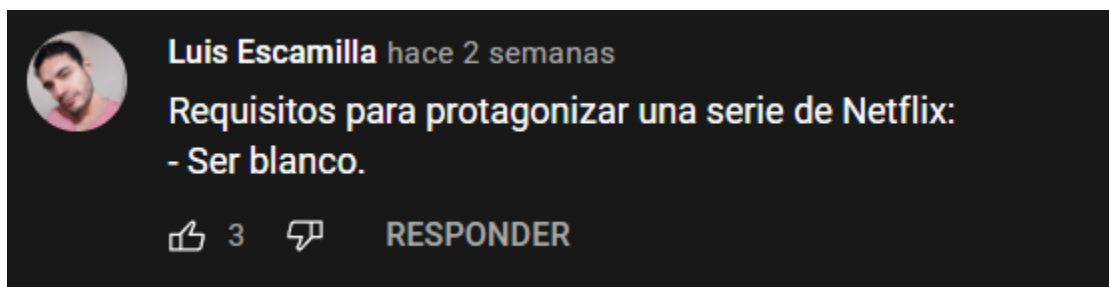 Luis Escamilla hace 2 semanas
Requisitos para protagonizar una serie de Netflix:
- Ser blanco.
3 RESPONDER